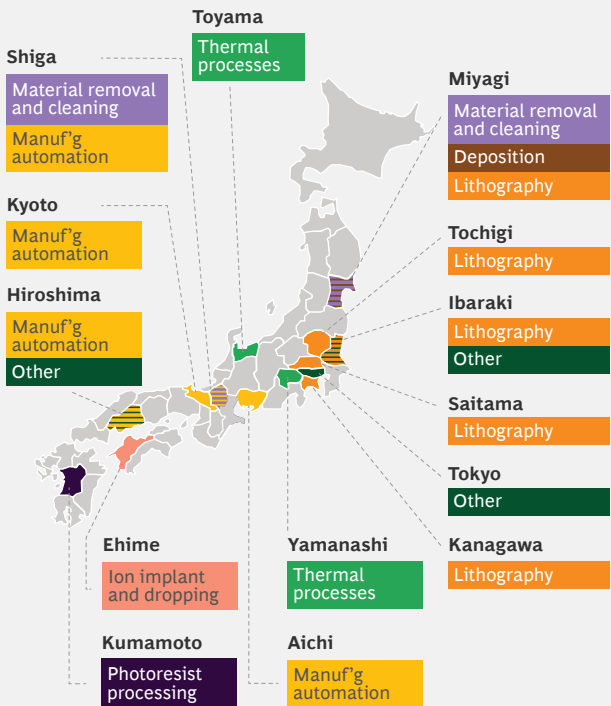 Toyama
Thermal
processes
Shiga
Material removal
and cleaning
Manuf'g
automation
Kyoto
Manuf'g
automation
Hiroshima
Manuf'g
automation
Other
Miyagi
Material removal
and cleaning
Deposition
Lithography
Tochigi
Lithography
Ibaraki
Lithography
Other
Saitama
Lithography
Tokyo
Other
Kanagawa
Lithography
Ehime
Ion implant
and dropping
Yamanashi
Thermal
processes
Kumamoto
Photoresist
processing
Aichi
Manuf'g
automation